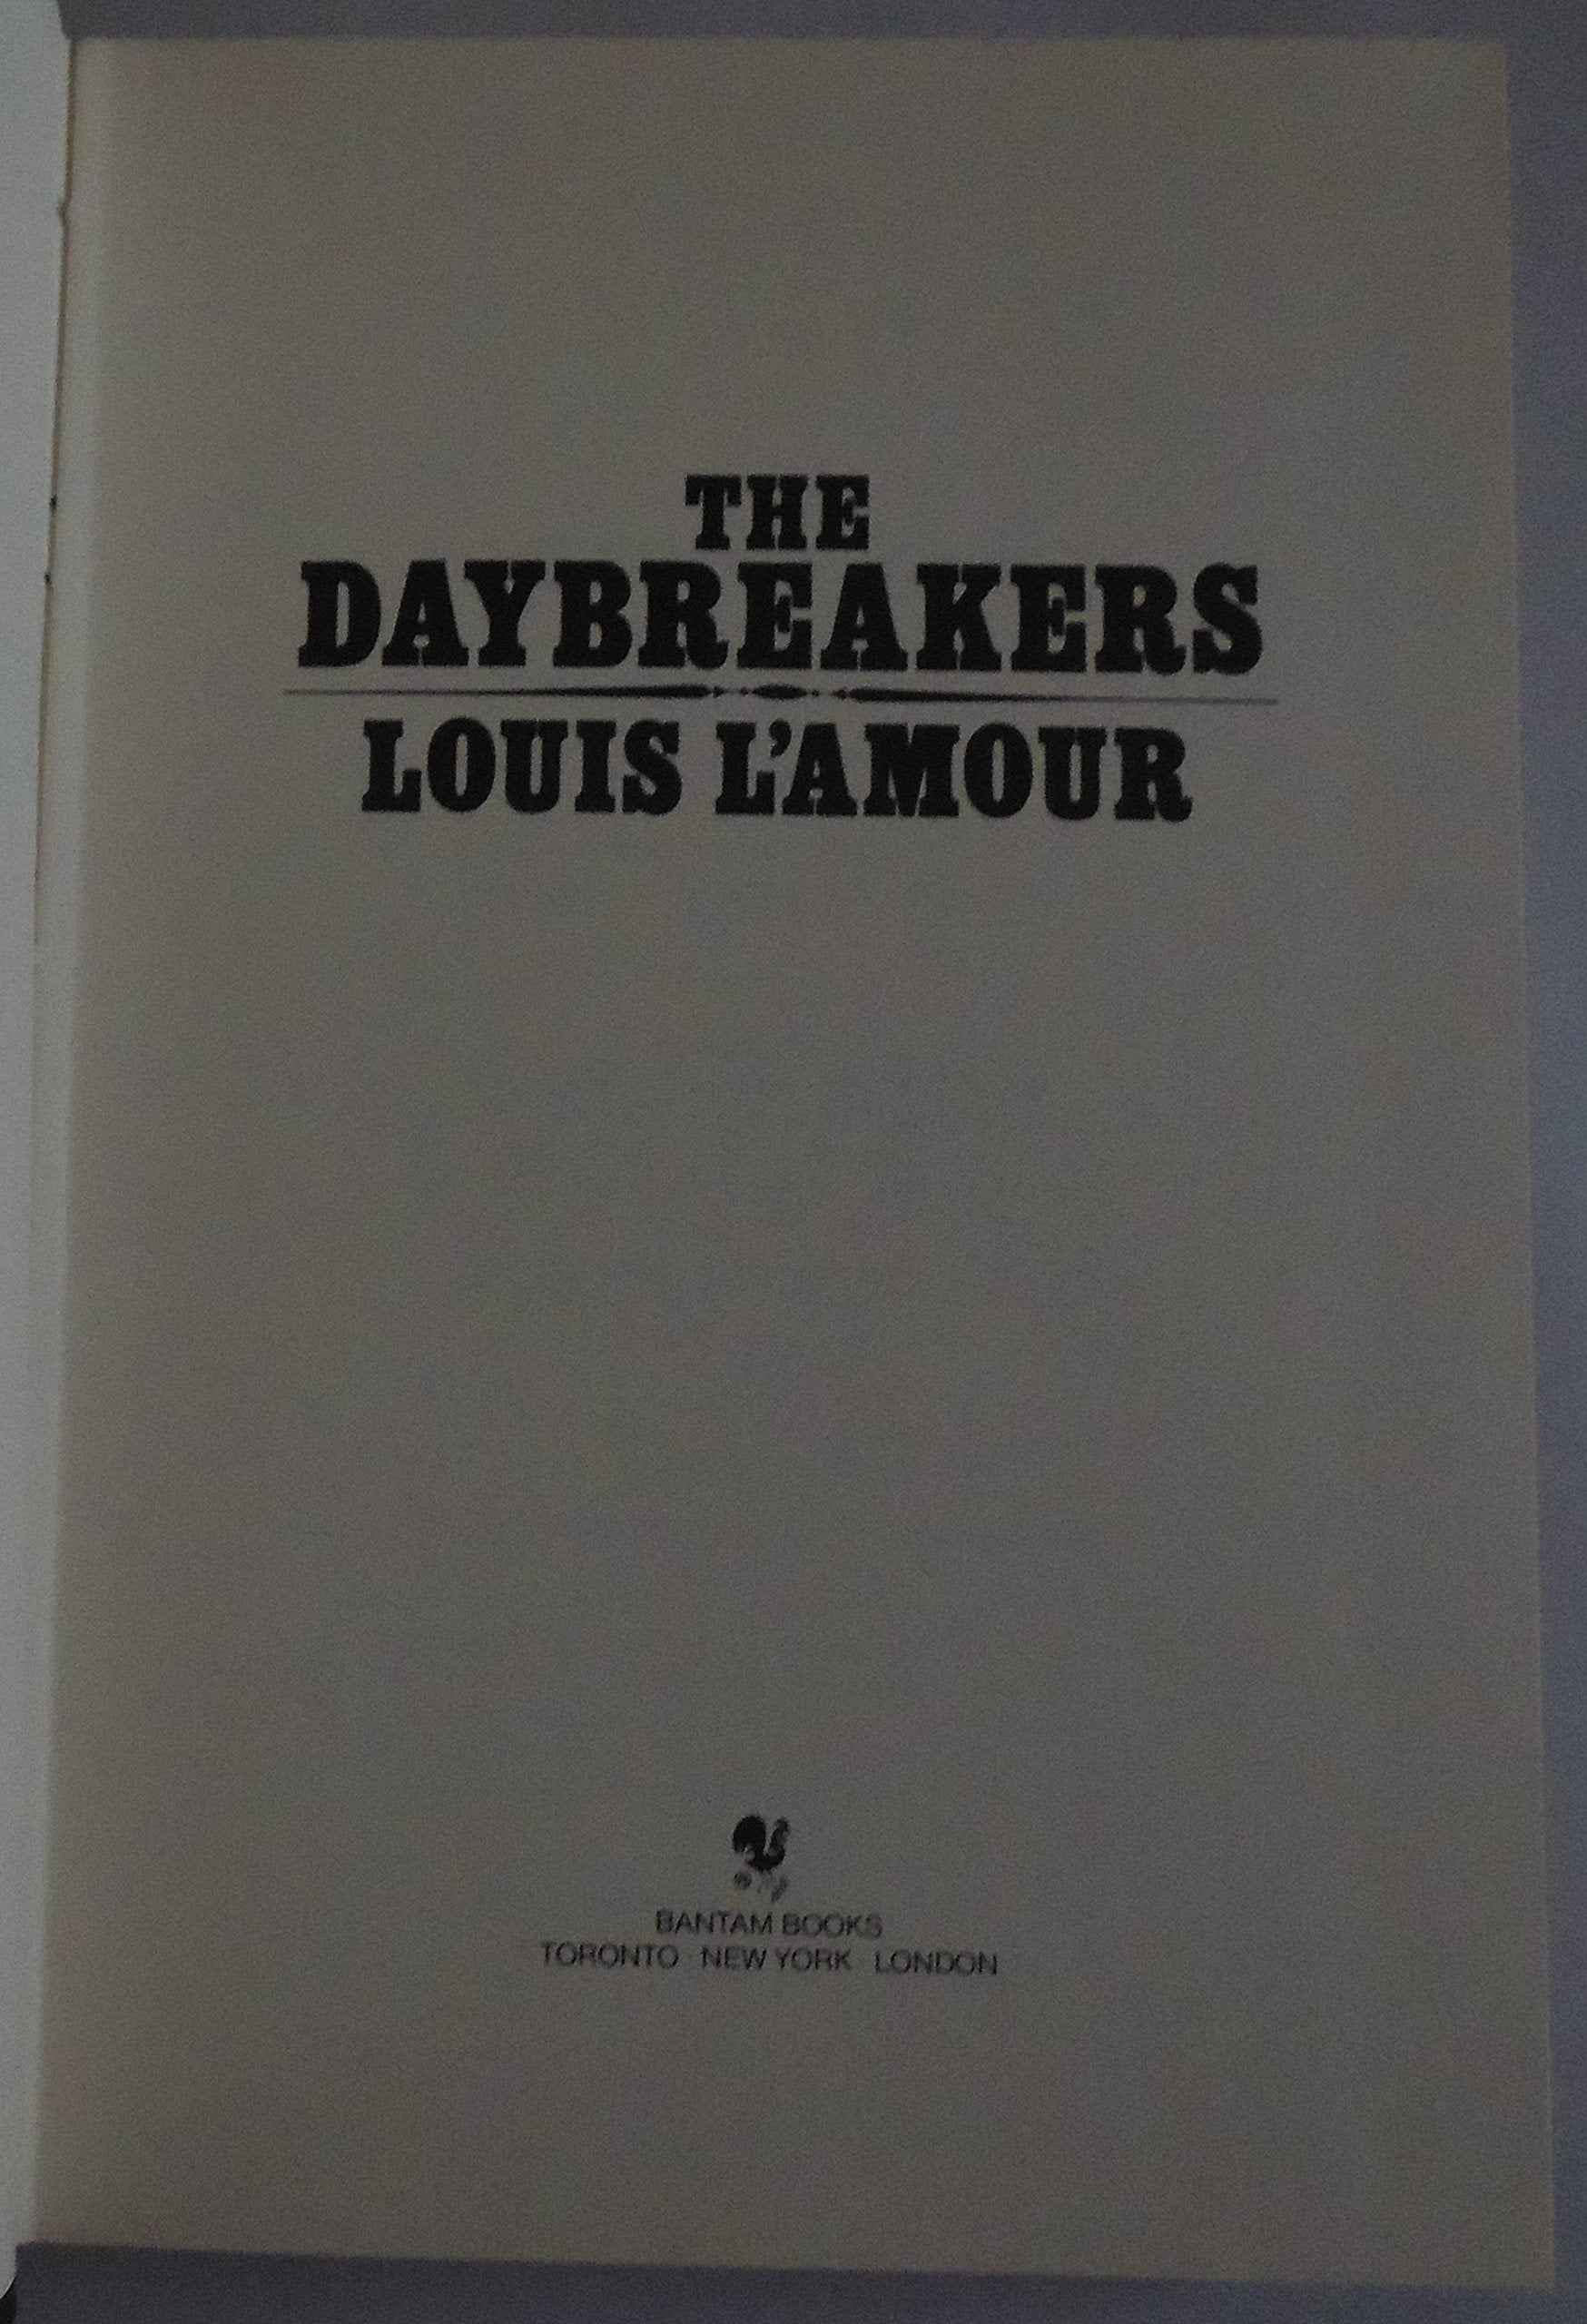 THE
DAYBREAKERS
LOUIS L'AMOUR
BANTAM BOOKS
TORONTO NEW YORK LONDON